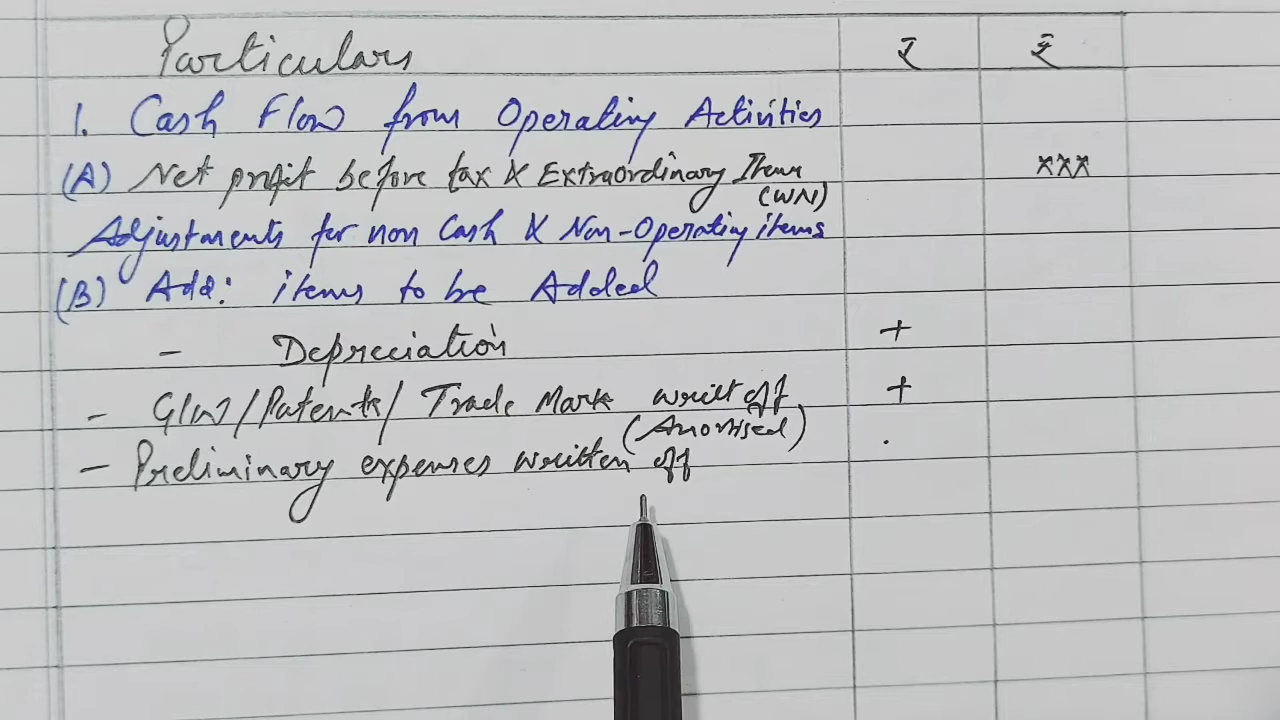 Particulars ₹ ₹
1. Cash Flow from Operating Activities
(A) Net profit before tax & Extraordinary Items xxx
(WN)
Adjustments for non Cash & Non-Operating items
(B) Add: items to be Added
- Depreciation +
- G/W/Patents/Trade Mark writt off +
(Amortised)
- Preliminary expenses written off .